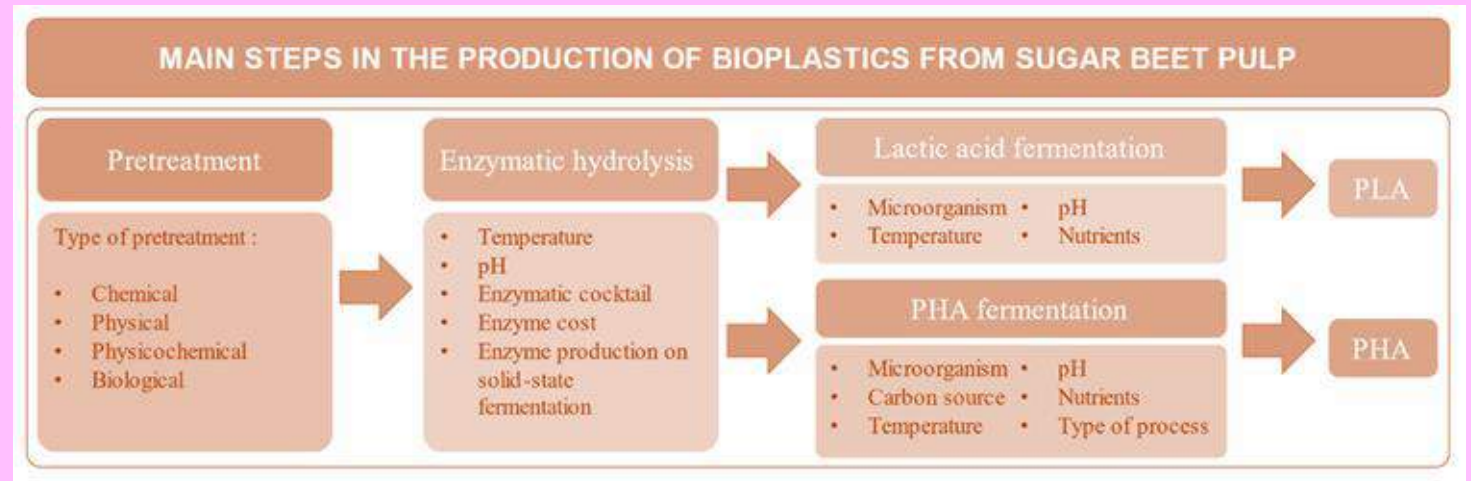 MAIN STEPS IN THE PRODUCTION OF BIOPLASTICS FROM SUGAR BEET PULP
Pretreatment
Type of pretreatment :
• Chemical
• Physical
• Physicochemical
• Biological
Enzymatic hydrolysis
• Temperature
• pH
• Enzymatic cocktail
• Enzyme cost
• Enzyme production on
solid-state
fermentation
Lactic acid fermentation
• Microorganism • pH
• Temperature • Nutrients
PLA
PHA fermentation
• Microorganism • pH
• Carbon source • Nutrients
• Temperature • Type of process
PHA